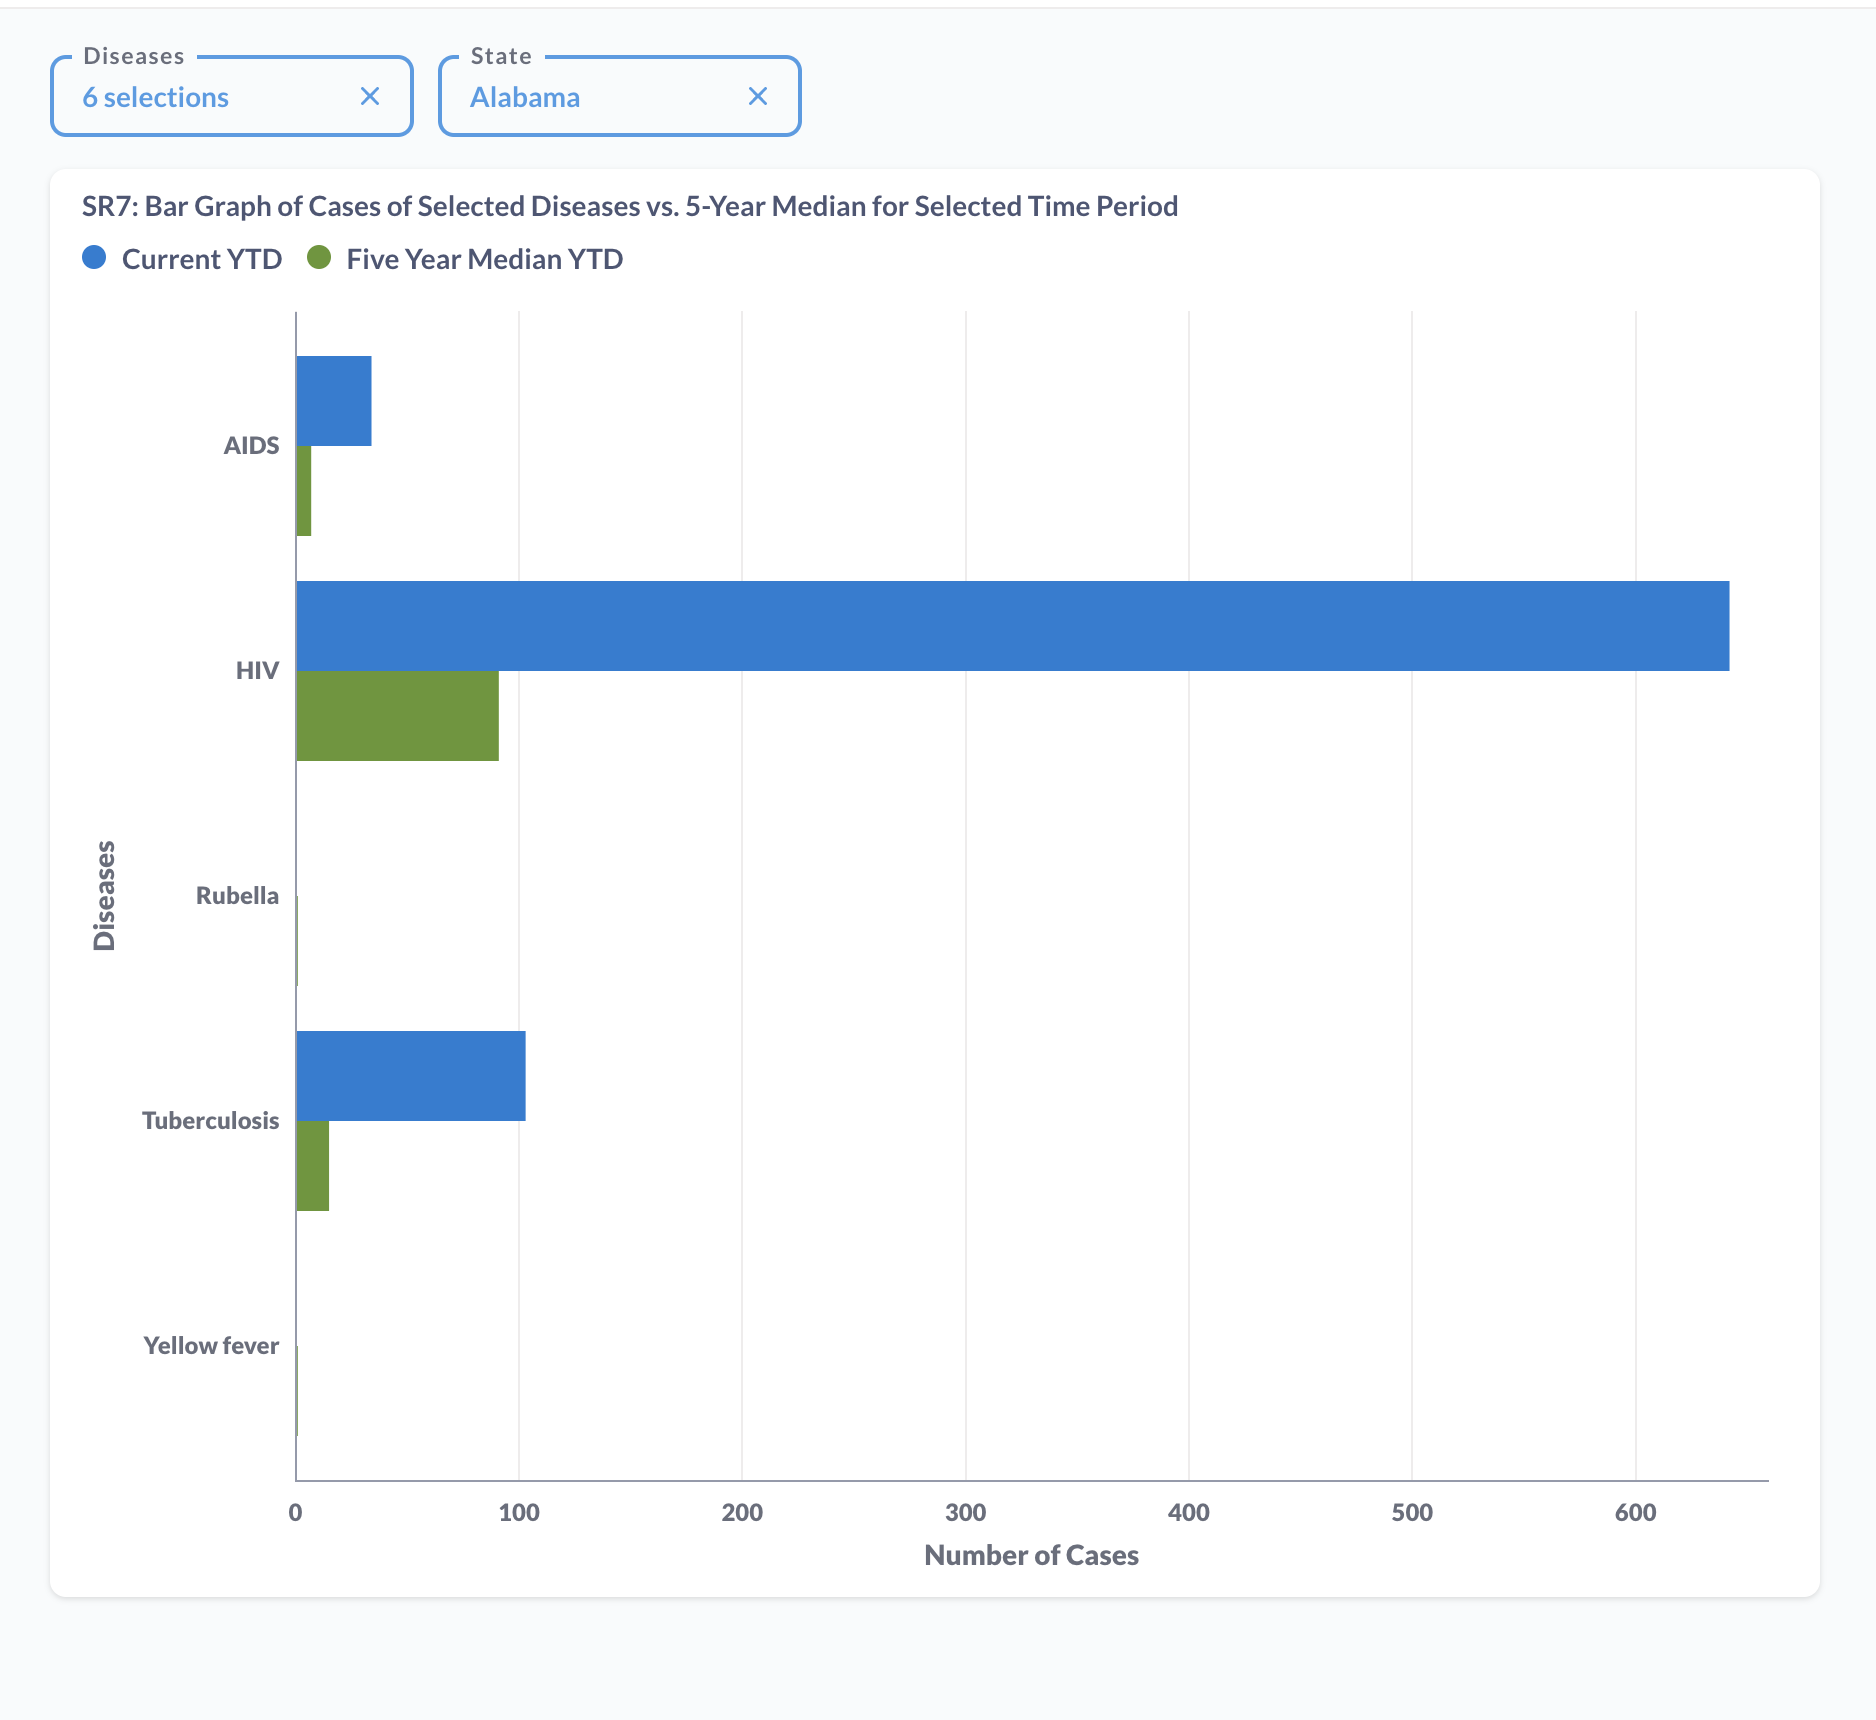 Diseases
6 selections
State
Alabama
SR7: Bar Graph of Cases of Selected Diseases vs. 5-Year Median for Selected Time Period
Current YTD
Five Year Median YTD
AIDS
HIV
Rubella
Tuberculosis
Yellow fever
Diseases
0 100 200 300 400 500 600
Number of Cases